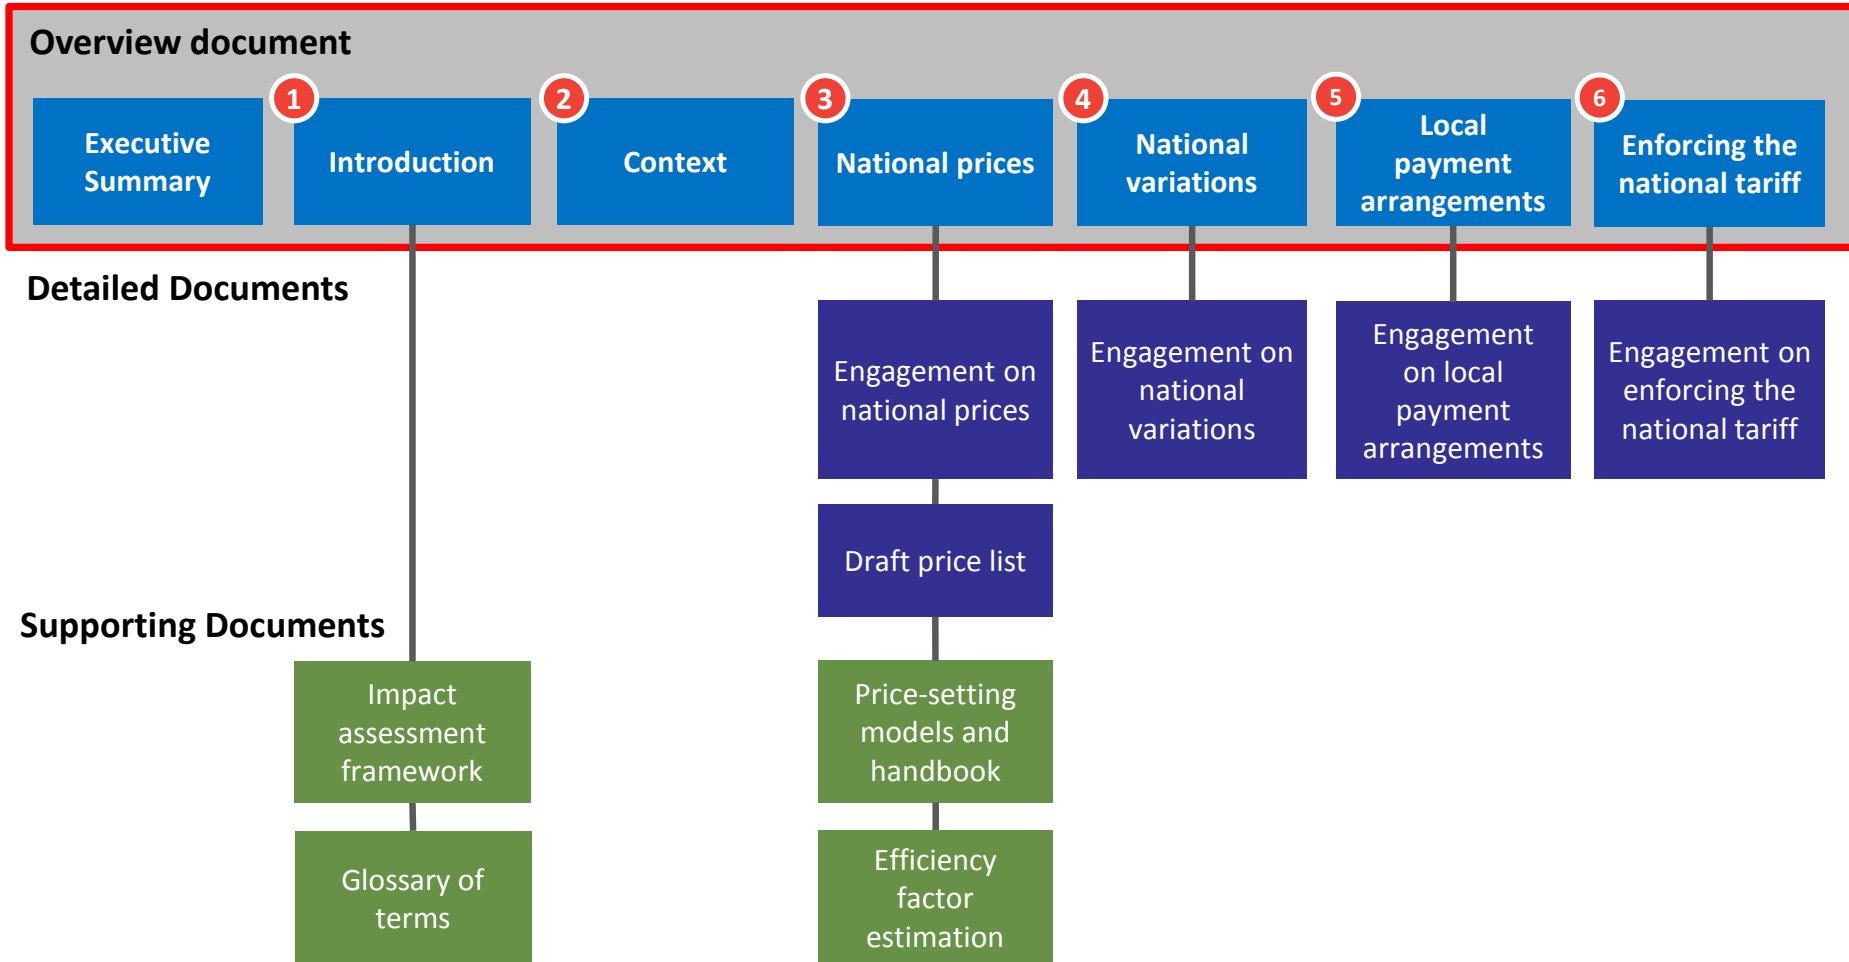 Overview document
Executive
Summary
1
Introduction
2
Context
3
National prices
4
National
variations
5
Local
payment
arrangements
6
Enforcing the
national tariff
Detailed Documents
Engagement on
national prices
Engagement on
national
variations
Engagement
on local
payment
arrangements
Engagement on
enforcing the
national tariff
Draft price list
Supporting Documents
Impact
assessment
framework
Price-setting
models and
handbook
Glossary of
terms
Efficiency
factor
estimation